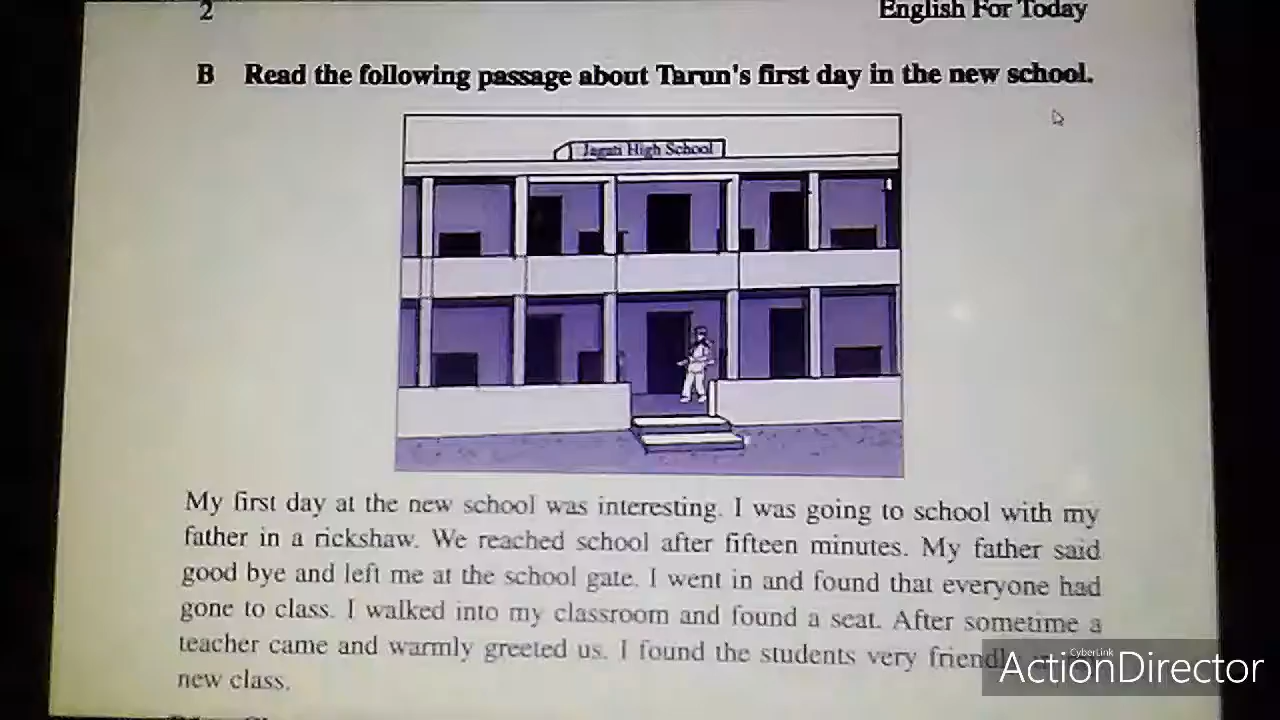 2
English For Today
B Read the following passage about Tarun's first day in the new school.
High School
My first day at the new school was interesting. I was going to school with my
father in a rickshaw. We reached school after fifteen minutes. My father said
good bye and left me at the school gate. I went in and found that everyone had
gone to class. I walked into my classroom and found a seat. After sometime a
teacher came and warmly greeted us. I found the students very
new class.
CyberLink
ActionDirector